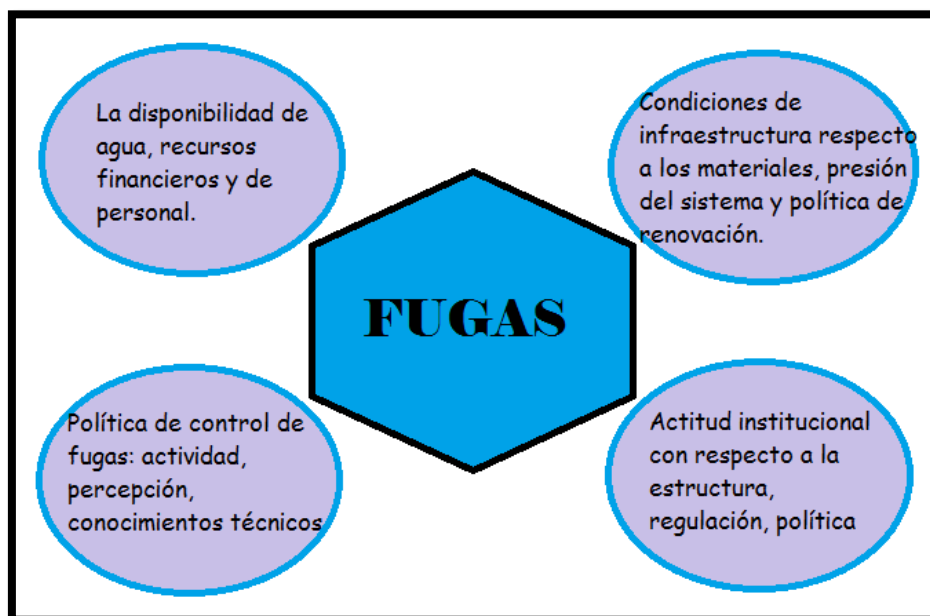 La disponibilidad de
agua, recursos
financieros y de
personal.
Condiciones de
infraestructura respecto
a los materiales, presión
del sistema y política de
renovación.
FUGAS
Política de control de
fugas: actividad,
percepción,
conocimientos técnicos
Actitud institucional
con respecto a la
estructura,
regulación, política